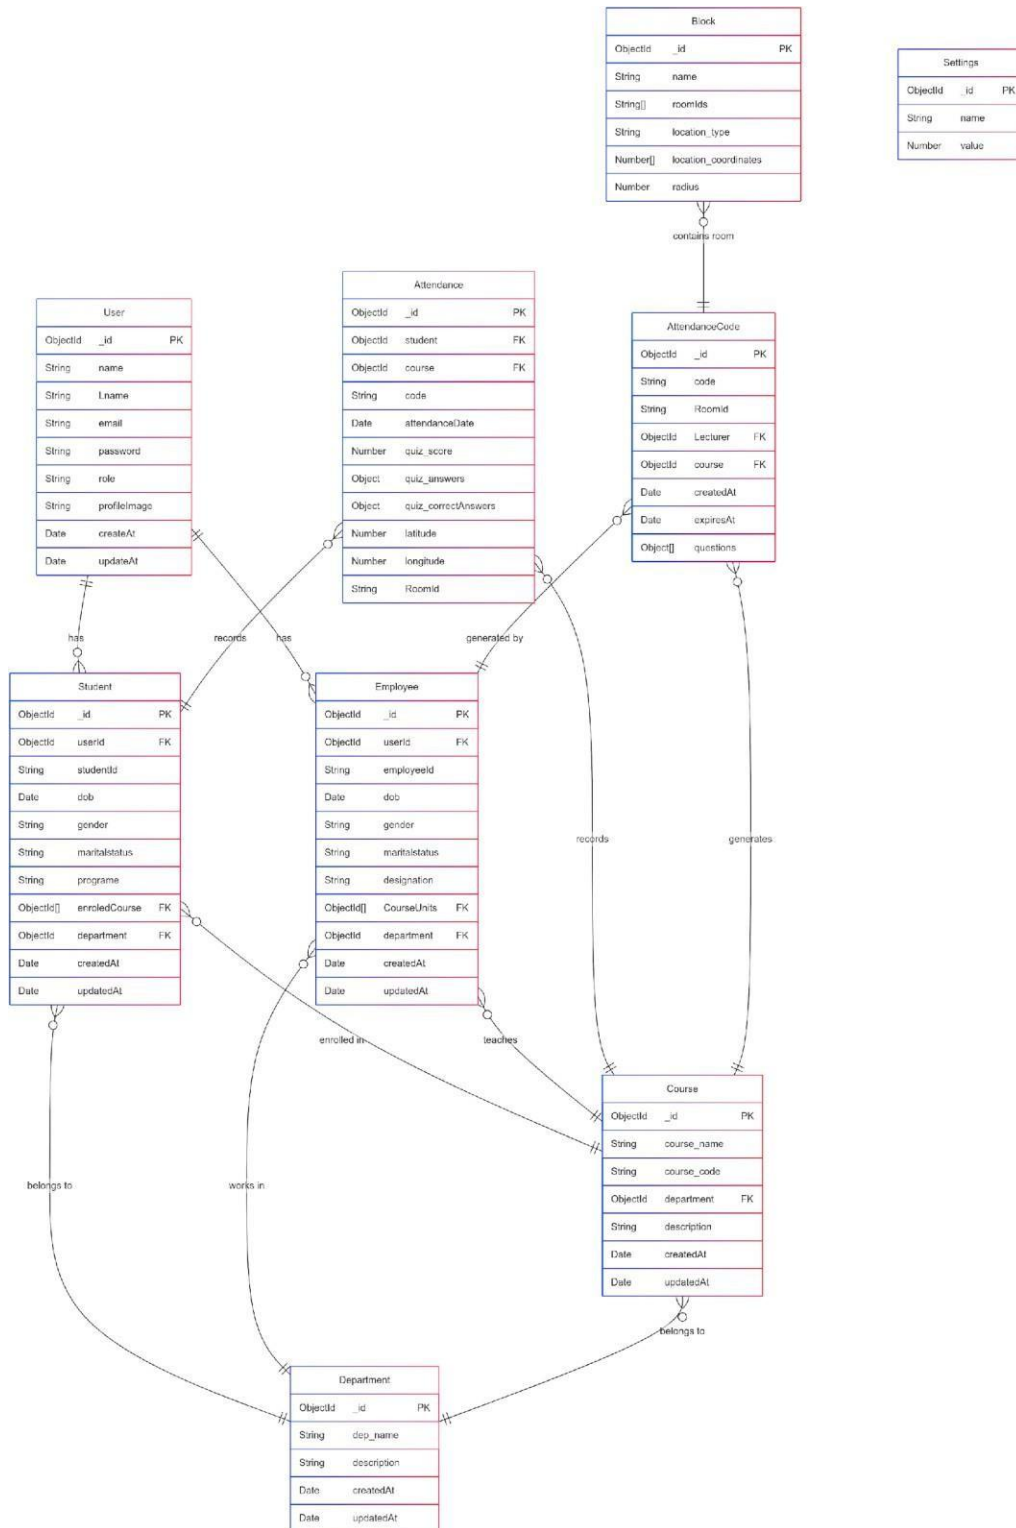 Block
ObjectId _id PK
String name
String[] roomIds
String location_type
Number[] location_coordinates
Number radius
Settings
ObjectId _id PK
String name
Number value
contains room
User
ObjectId _id PK
String name
String Lname
String email
String password
String role
String profileImage
Date createAt
Date updateAt
Attendance
ObjectId _id PK
ObjectId student FK
ObjectId course FK
String code
Date attendanceDate
Number quiz_score
Object quiz_answers
Object quiz_correctAnswers
Number latitude
Number longitude
String RoomId
AttendanceCode
ObjectId _id PK
String code
String RoomId
ObjectId Lecturer FK
ObjectId course FK
Date createdAt
Date expiresAt
Object[] questions
has
records
has
generated by
Student
ObjectId _id PK
ObjectId userId FK
String studentId
Date dob
String gender
String maritalstatus
String programe
ObjectId[] enroledCourse FK
ObjectId department FK
Date createdAt
Date updatedAt
Employee
ObjectId _id PK
ObjectId userId FK
String employeeId
Date dob
String gender
String maritalstatus
String designation
ObjectId[] CourseUnits FK
ObjectId department FK
Date createdAt
Date updatedAt
records
generates
enrolled in
teaches
Course
ObjectId _id PK
String course_name
String course_code
ObjectId department FK
String description
Date createdAt
Date updatedAt
belongs to
works in
belongs to
Department
ObjectId _id PK
String dep_name
String description
Date createdAt
Date updatedAt